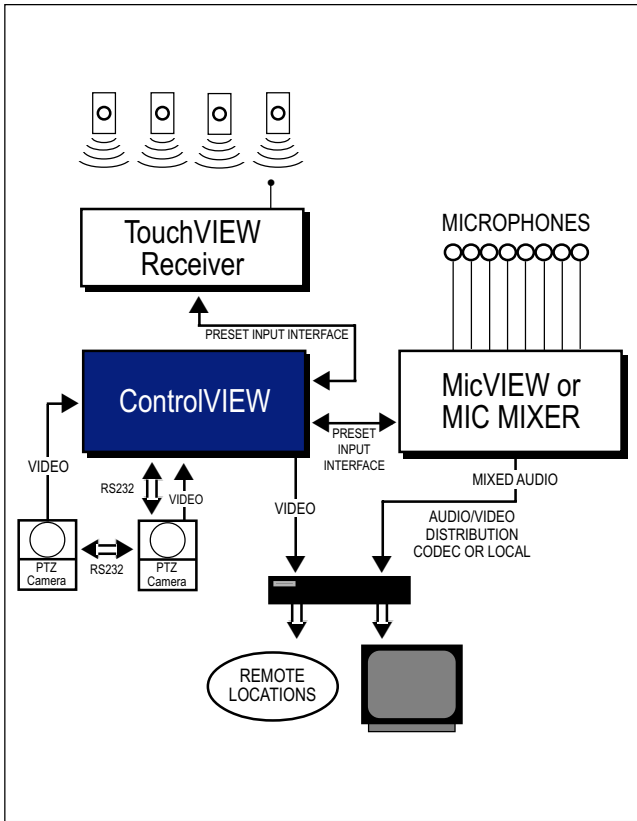 TouchVIEW
Receiver
MICROPHONES
PRESET INPUT INTERFACE
ControlVIEW
MicVIEW or
MIC MIXER
PRESET
INPUT
INTERFACE
VIDEO
RS232
VIDEO
VIDEO
MIXED AUDIO
AUDIO/VIDEO
DISTRIBUTION
CODEC OR LOCAL
PTZ
Camera
RS232
PTZ
Camera
REMOTE
LOCATIONS